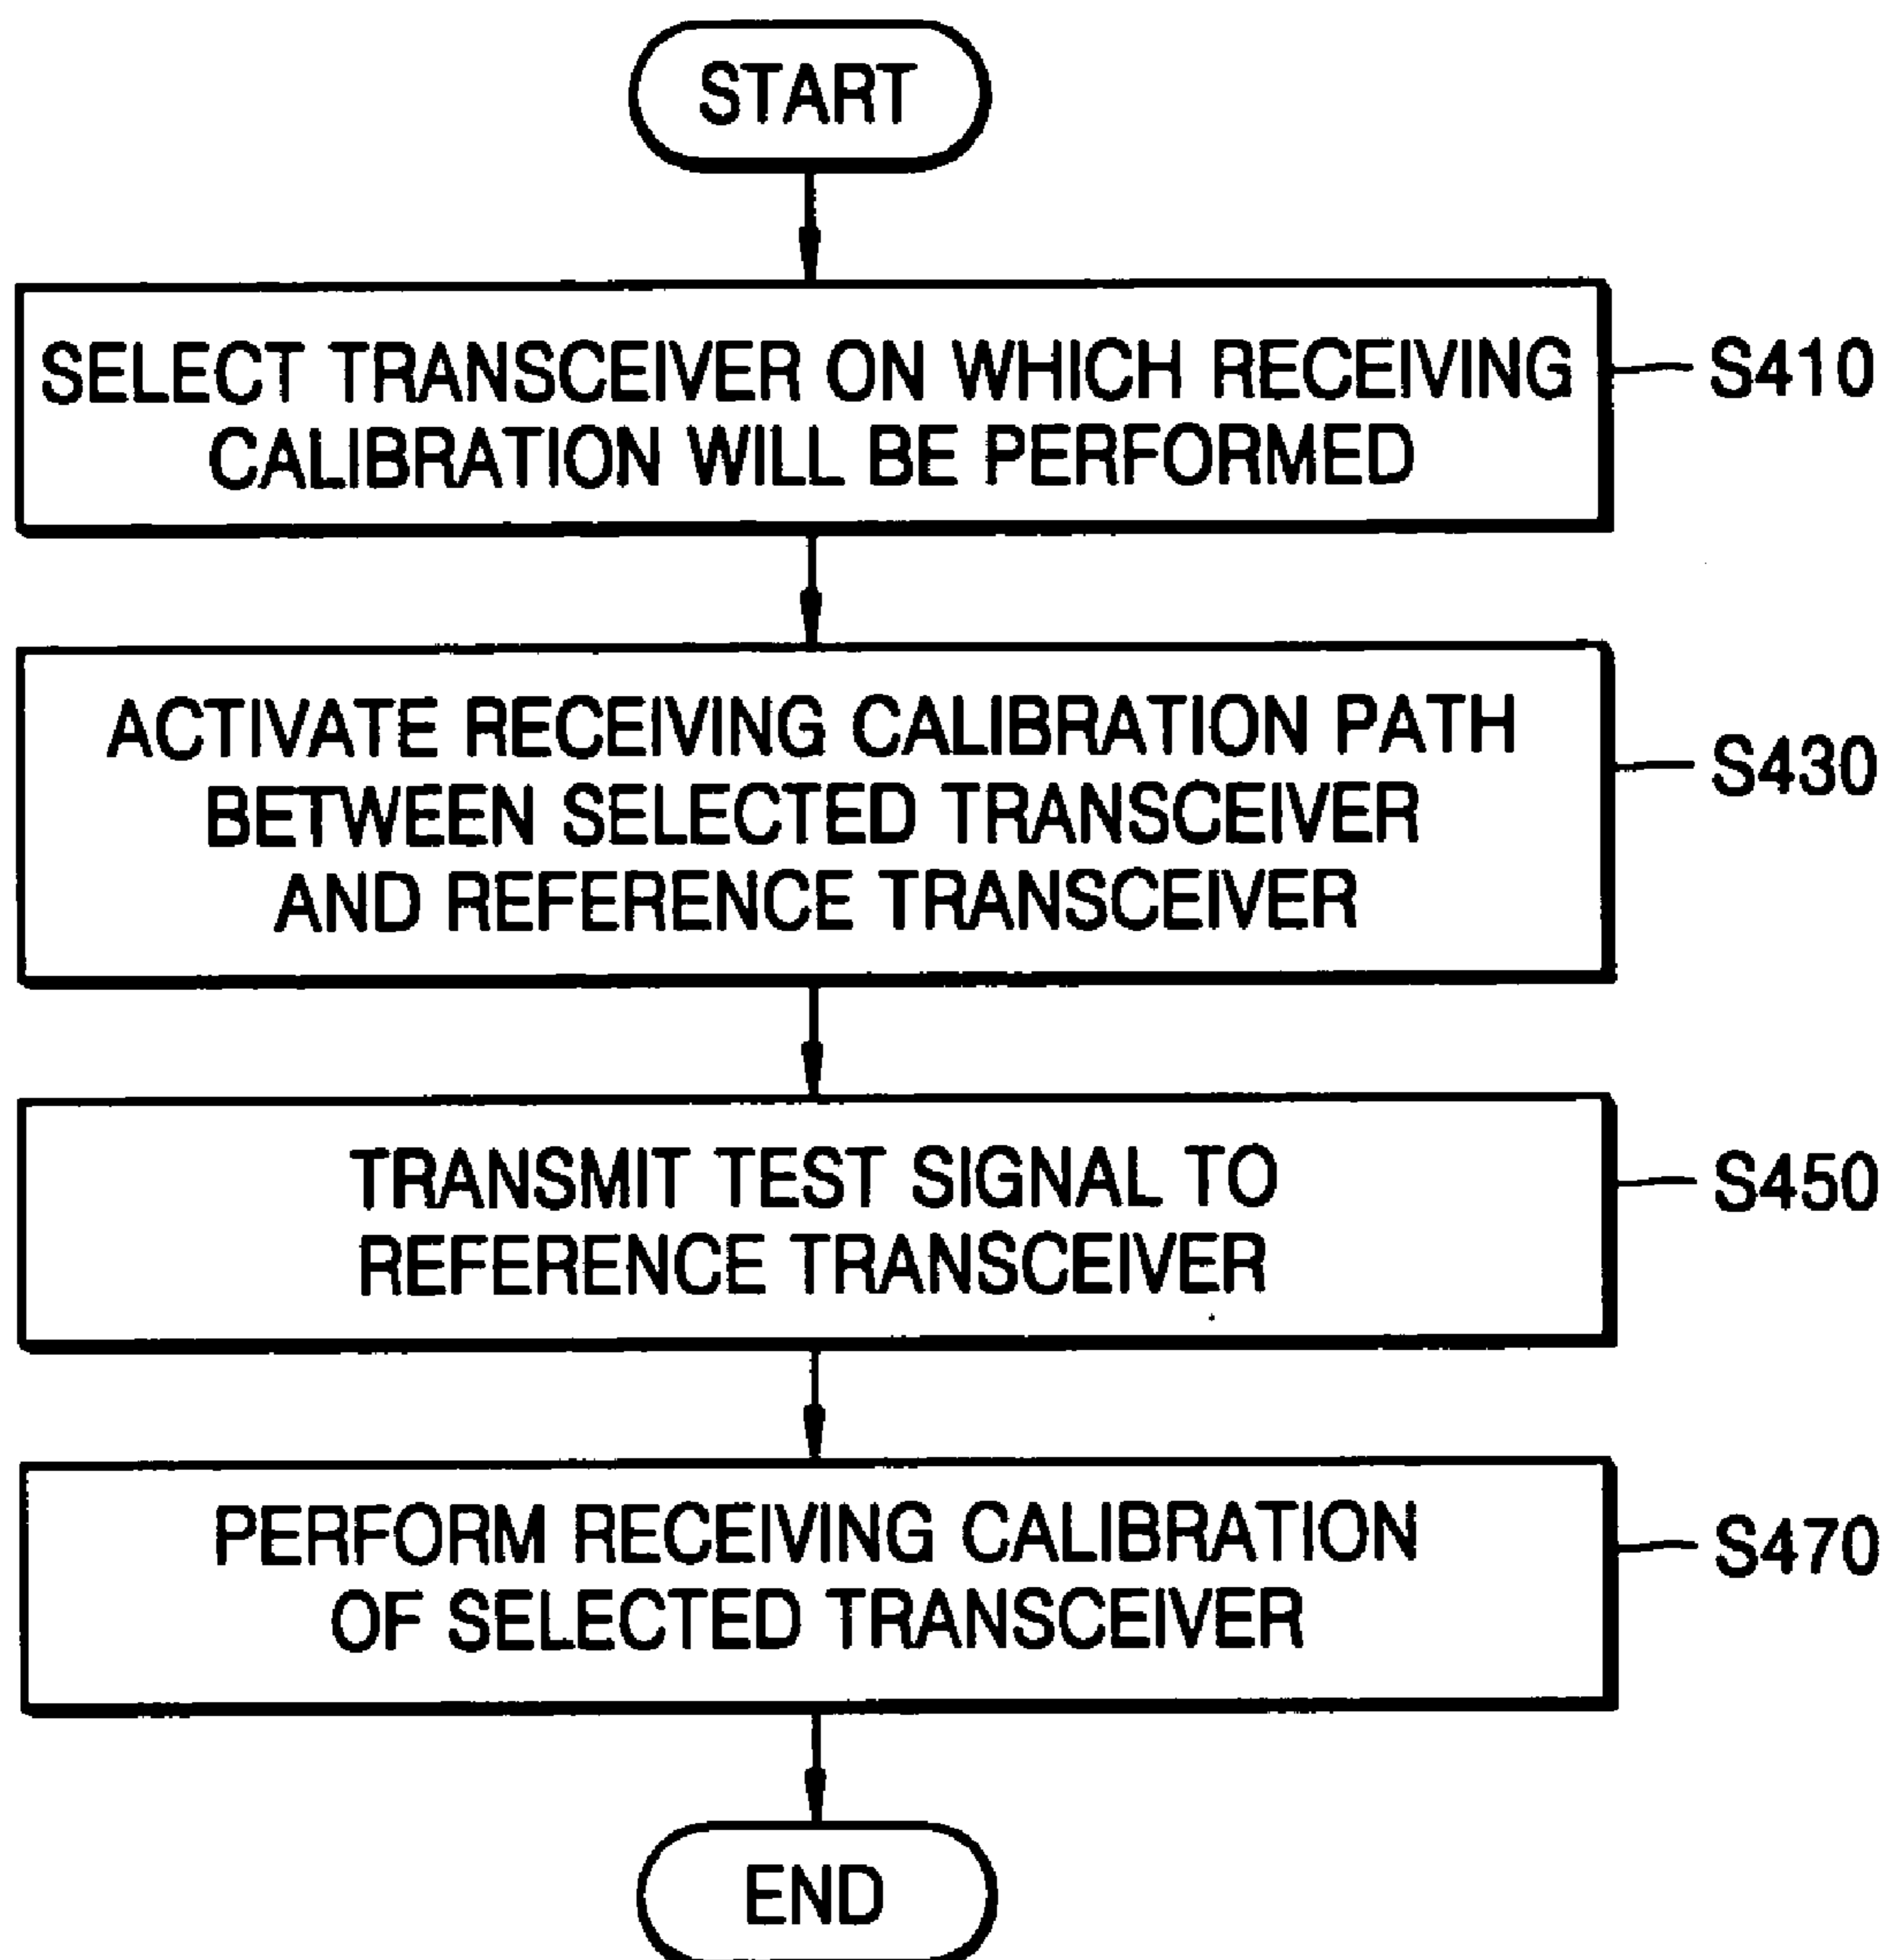 START
SELECT TRANSCEIVER ON WHICH RECEIVING
CALIBRATION WILL BE PERFORMED
S410
ACTIVATE RECEIVING CALIBRATION PATH
BETWEEN SELECTED TRANSCEIVER
AND REFERENCE TRANSCEIVER
S430
TRANSMIT TEST SIGNAL TO
REFERENCE TRANSCEIVER
S450
PERFORM RECEIVING CALIBRATION
OF SELECTED TRANSCEIVER
S470
END